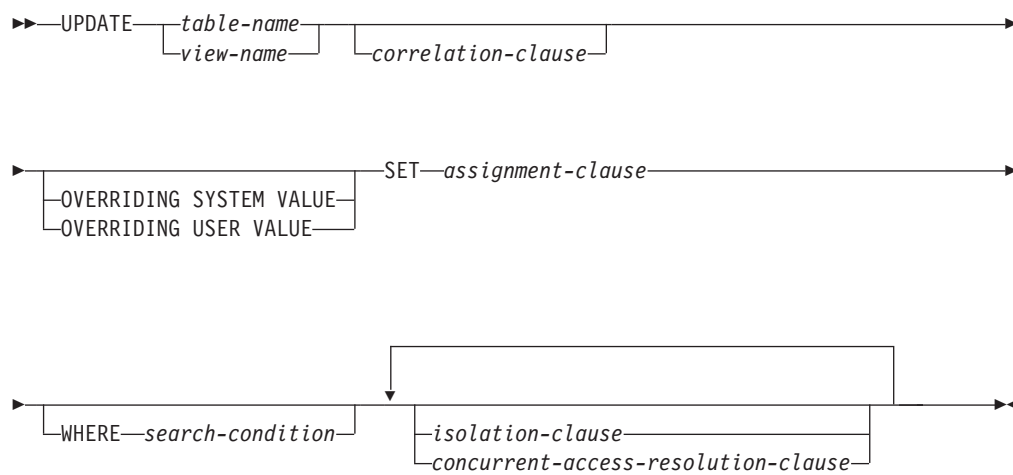 UPDATE table-name
view-name correlation-clause
OVERRIDING SYSTEM VALUE
OVERRIDING USER VALUE
SET assignment-clause
WHERE search-condition
isolation-clause
concurrent-access-resolution-clause